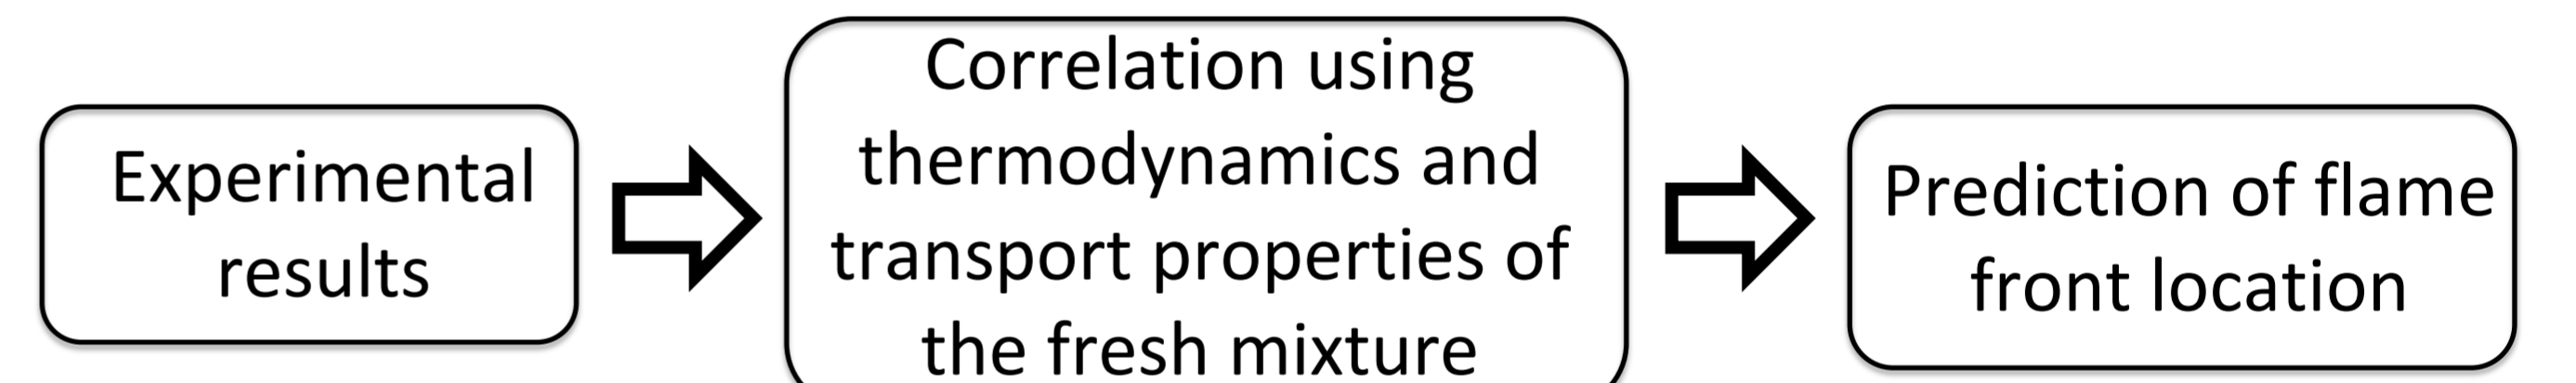 Experimental
results
Correlation using
thermodynamics and
transport properties of
the fresh mixture
Prediction of flame
front location